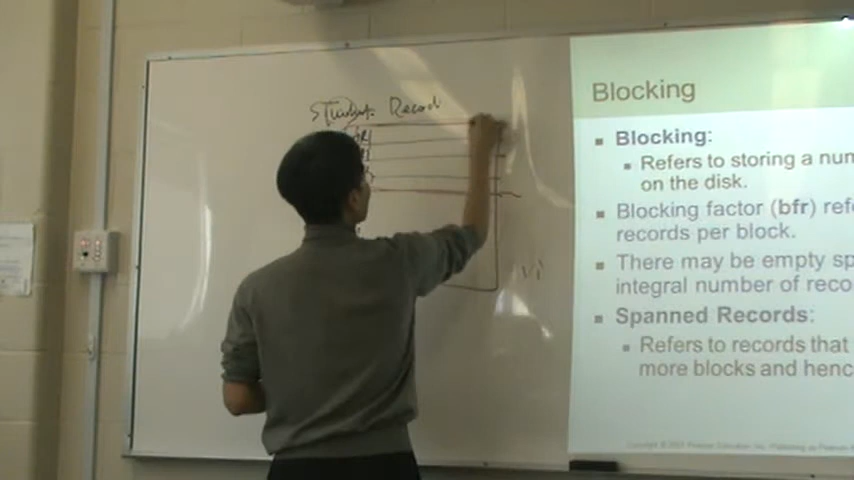 Student Record
Blocking
Blocking:
Refers to storing a num
on the disk.
Blocking factor (bfr) refe
records per block.
There may be empty sp
integral number of reco
Spanned Records:
Refers to records that
more blocks and henc